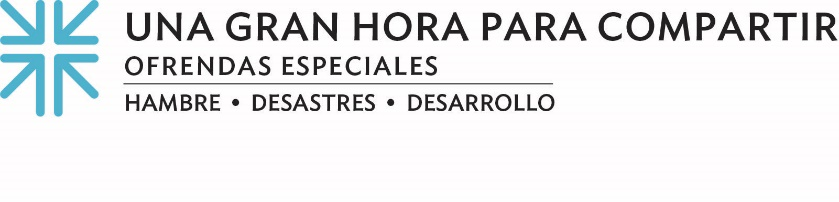 UNA GRAN HORA PARA COMPARTIR
OFRENDAS ESPECIALES
HAMBRE • DESASTRES • DESARROLLO